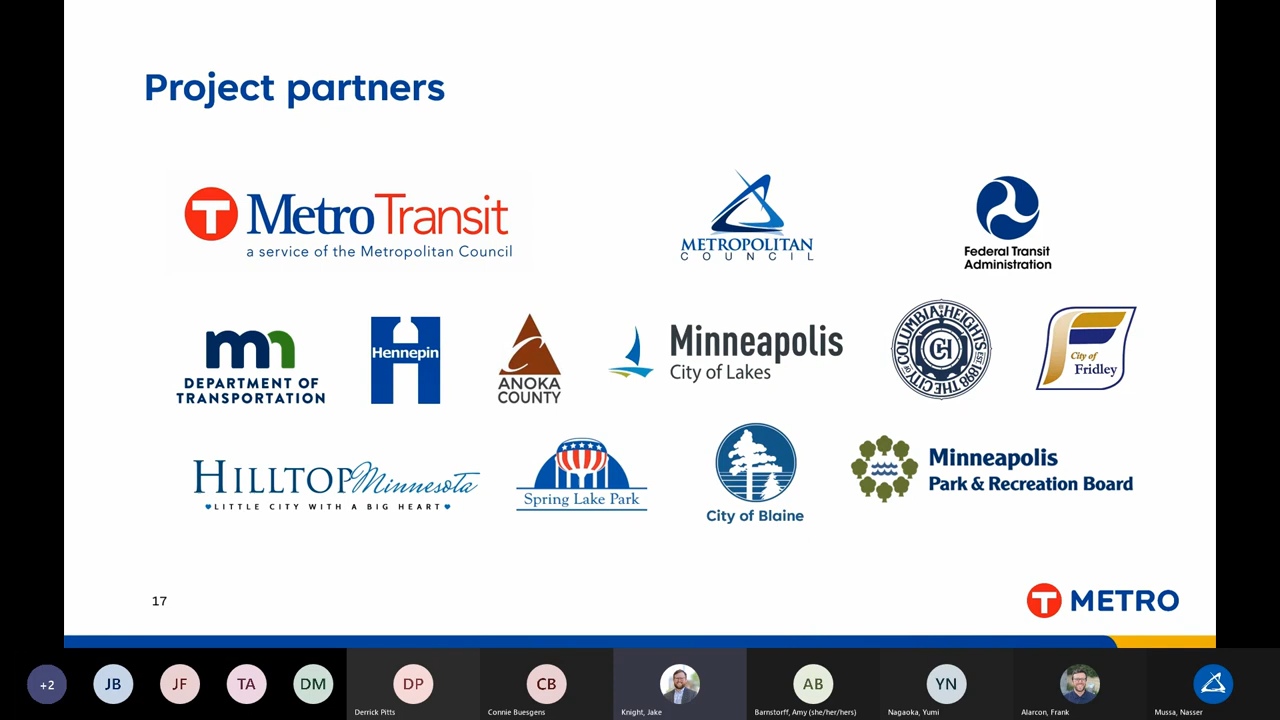 Project partners
T MetroTransit
a service of the Metropolitan Council
METROPOLITAN
COUNCIL
Federal Transit
Administration
mn
DEPARTMENT OF
TRANSPORTATION
Hennepin
C
ANOKA
COUNTY
Minneapolis
City of Lakes
THE CITY OF COLUMBIA HEIGHTS EST. 1898
CH
F
City of
Fridley
HILLTOP Minnesota
LITTLE CITY WITH A BIG HEART
Spring Lake Park
City of Blaine
Minneapolis
Park & Recreation Board
17
T METRO
+2
JB
JF
TA
DM
DP
CB
AB
YN
Derrick Pitts
Connie Buesgens
Knight, Jake
Barnstorff, Amy (she/her/hers)
Nagaoka, Yumi
Alarcon, Frank
Mussa, Nasser